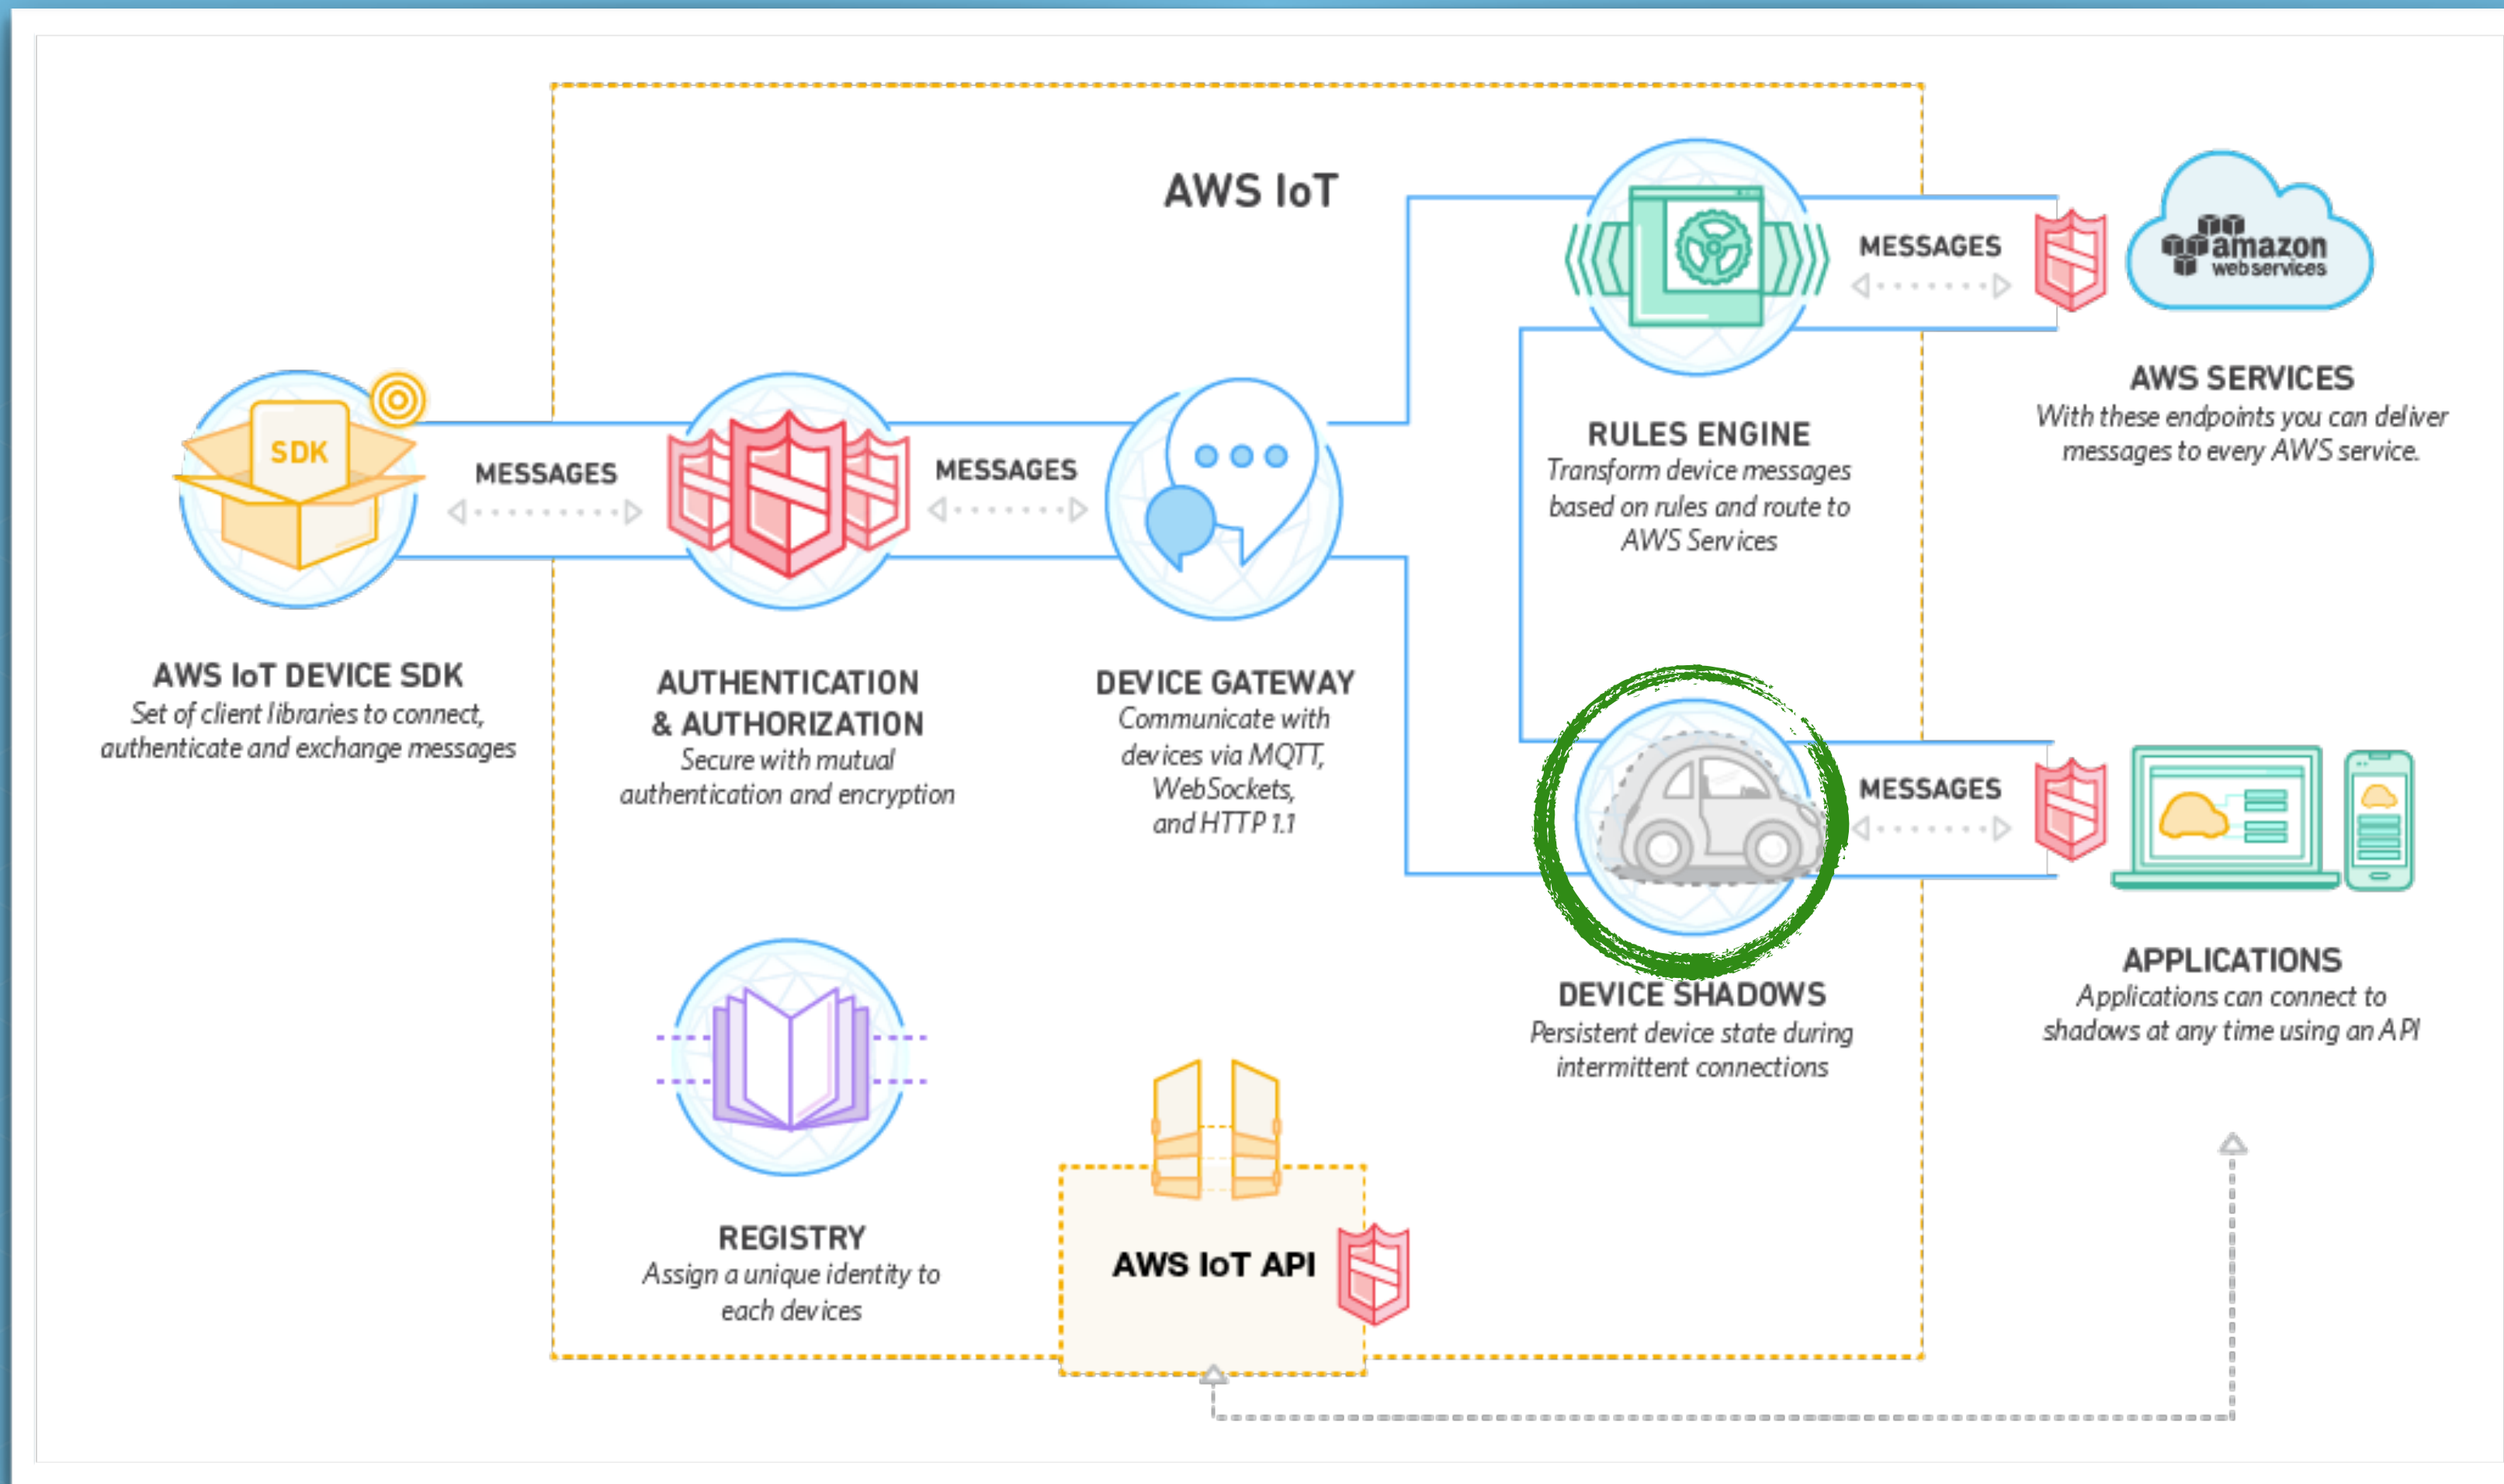 AWS IoT
MESSAGES
amazon
web services
AWS SERVICES
With these endpoints you can deliver
messages to every AWS service.
RULES ENGINE
Transform device messages
based on rules and route to
AWS Services
SDK
MESSAGES
MESSAGES
AWS IoT DEVICE SDK
Set of client libraries to connect,
authenticate and exchange messages
AUTHENTICATION
& AUTHORIZATION
Secure with mutual
authentication and encryption
DEVICE GATEWAY
Communicate with
devices via MQTT,
WebSockets,
and HTTP 1.1
MESSAGES
DEVICE SHADOWS
Persistent device state during
intermittent connections
APPLICATIONS
Applications can connect to
shadows at any time using an API
REGISTRY
Assign a unique identity to
each devices
AWS IoT API